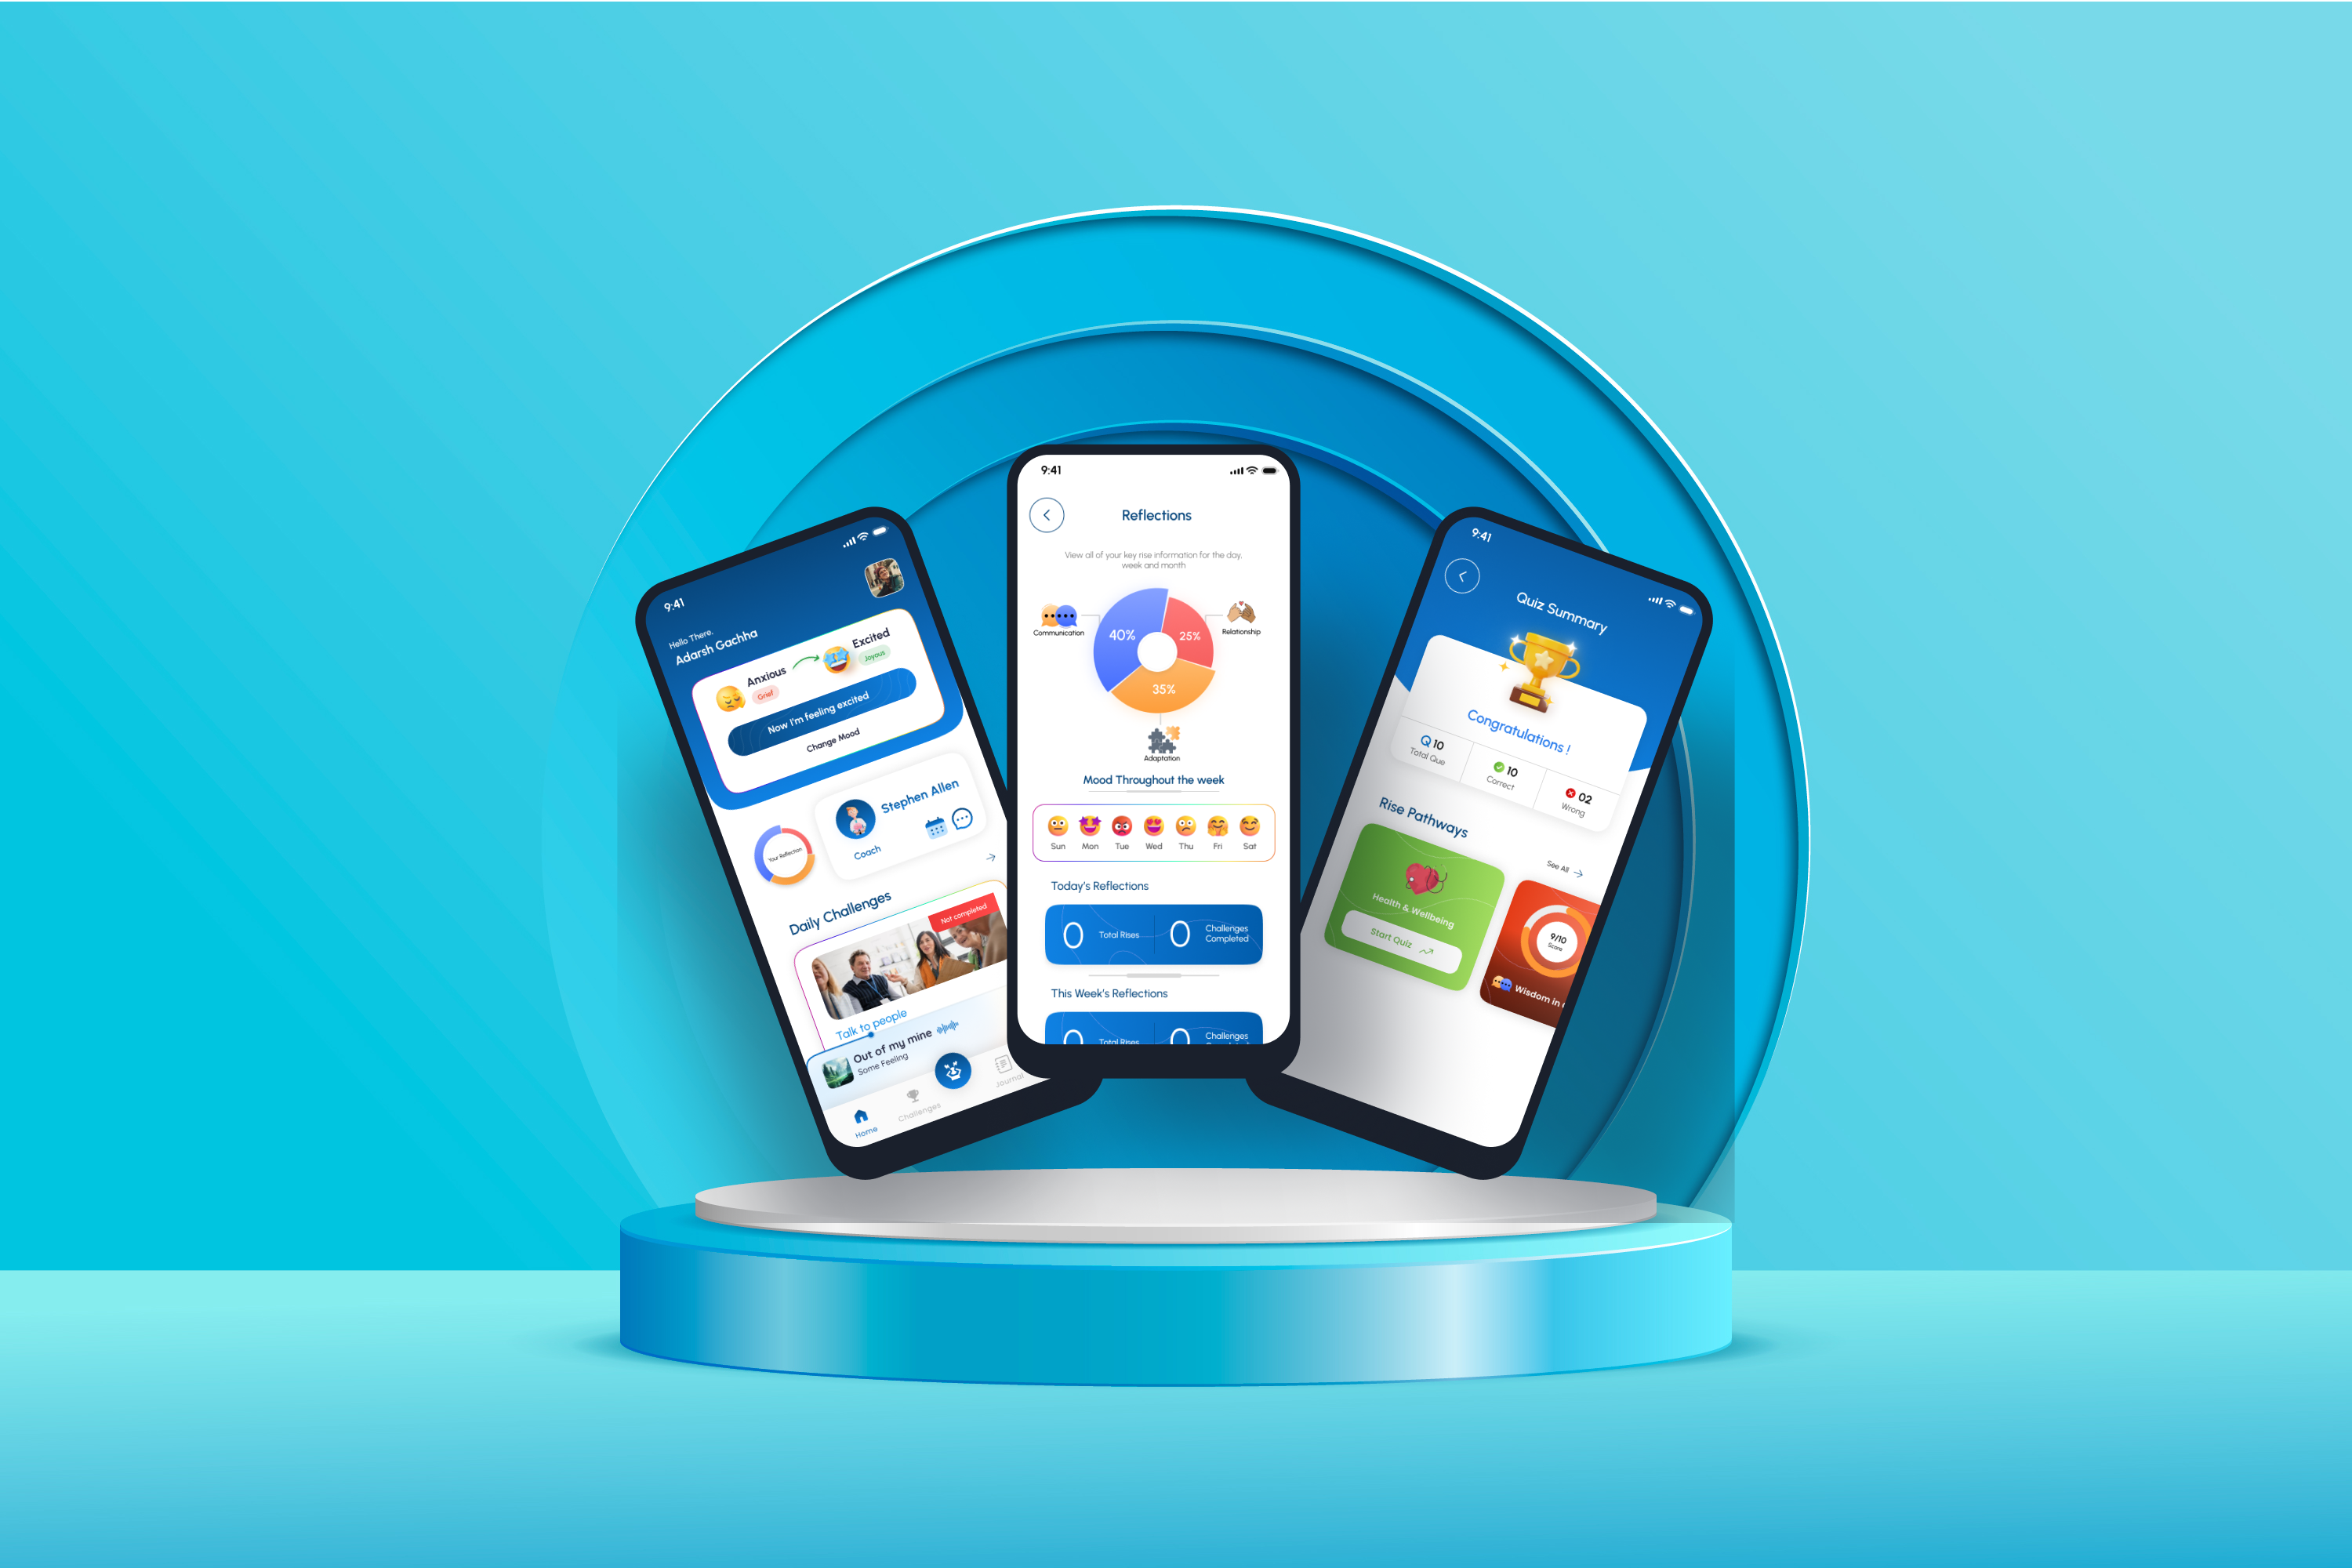 9:41
Hello There,
Adarsh Gachha
Anxious
Grief
Excited
Joyous
Now I'm feeling excited
Change Mood
Your Reflection
Stephen Allen
Coach
Daily Challenges
Not completed
Talk to people
Out of my mine
Some Feeling
Home
Challenges
Journal
9:41
Reflections
View all of your key rise information for the day,
week and month
Communication
40%
25%
Relationship
35%
Adaptation
Mood Throughout the week
Sun Mon Tue Wed Thu Fri Sat
Today's Reflections
0 Total Rises 0 Challenges
Completed
This Week's Reflections
0 Total Rises 0 Challenges
9:41
Quiz Summary
Congratulations !
10
Total Que
10
Correct
02
Wrong
Rise Pathways
See All
Health & Wellbeing
Start Quiz
9/10
Score
Wisdom in